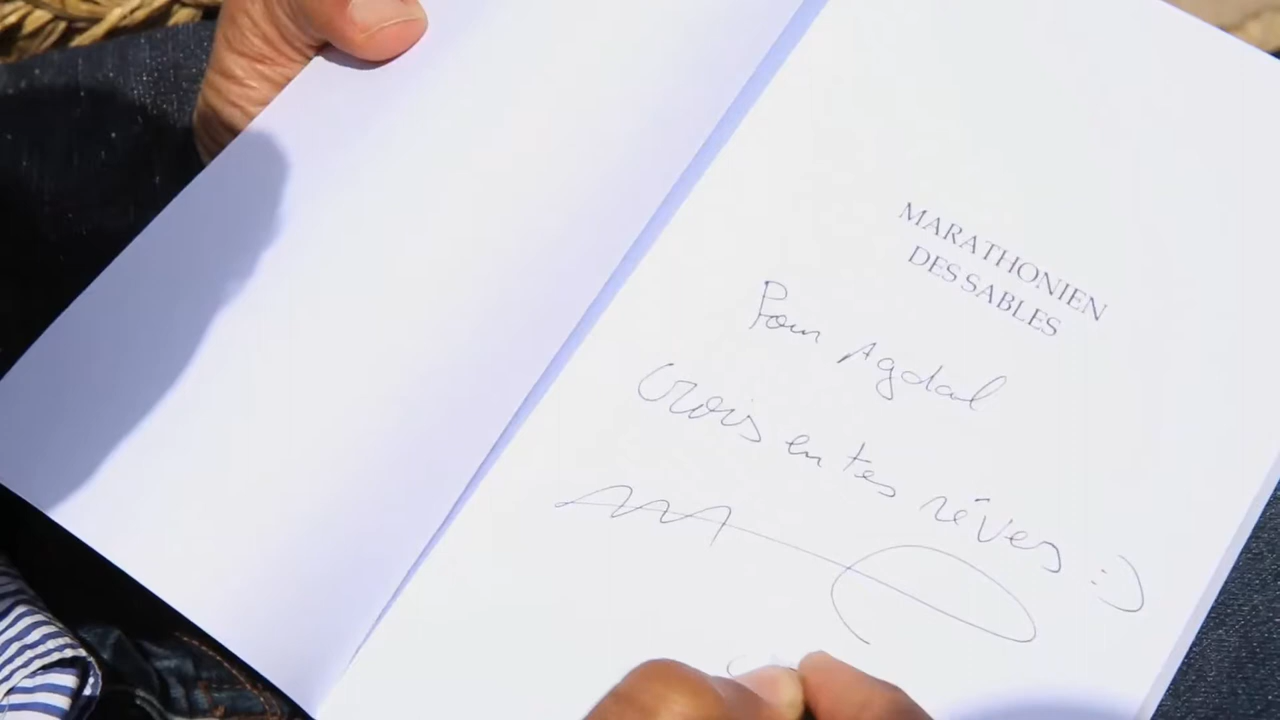 MARATHONIEN
DES SABLES
Pour Agdal
Crois en tes rêves :)